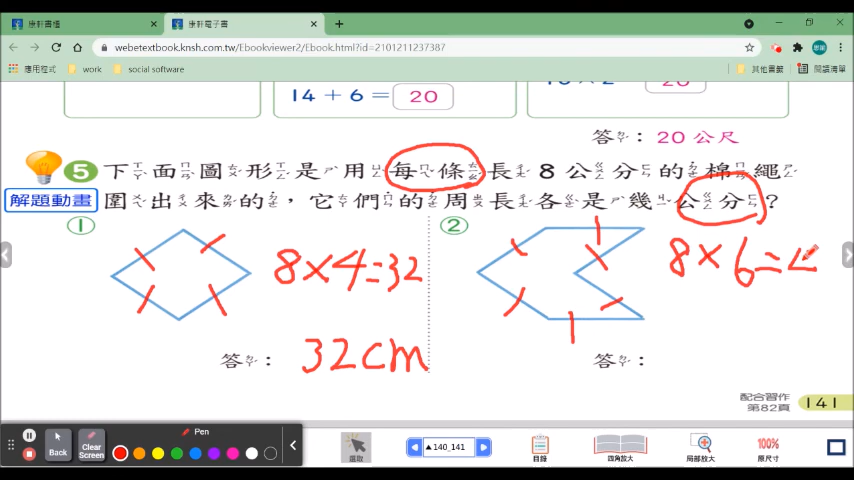 康軒書櫃
康軒電子書
webetextbook.knsh.com.tw/Ebookviewer2/Ebook.html?id=2101211237387
應用程式 work social software 其他書籤 閱讀清單
14 + 6 = 20
20
答： 20公尺
5 下面圖形是用每條長8公分的棉繩
解題動畫 圍出來的，它們的周長各是幾公分？
① ②
8×4=32
8×6=4
答： 32cm
答：
配合習作
第82頁
141
Pen
Back
Clear Screen
選取
▲140_141
目錄
四角放大
局部放大
100%
原尺寸